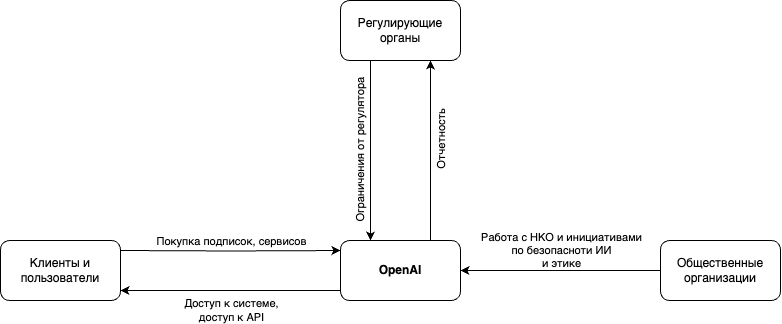 Регулирующие
органы
Ограничения от регулятора
Отчетность
Покупка подписок, сервисов
Работа с НКО и инициативами
по безопасноти ИИ
и этике
Клиенты и
пользователи
OpenAI
Общественные
организации
Доступ к системе,
доступ к API